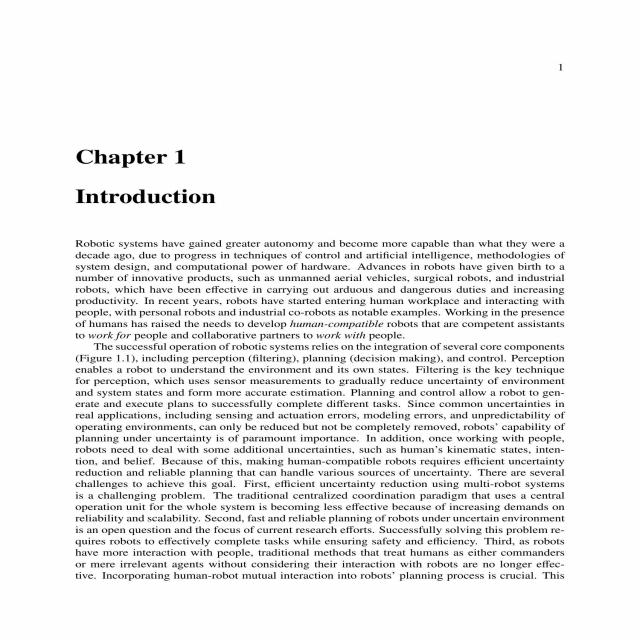 1
Chapter 1
Introduction
Robotic systems have gained greater autonomy and become more capable than what they were a
decade ago, due to progress in techniques of control and artificial intelligence, methodologies of
system design, and computational power of hardware. Advances in robots have given birth to a
number of innovative products, such as unmanned aerial vehicles, surgical robots, and industrial
robots, which have been effective in carrying out arduous and dangerous duties and increasing
productivity. In recent years, robots have started entering human workplace and interacting with
people, with personal robots and industrial co-robots as notable examples. Working in the presence
of humans has raised the needs to develop human-compatible robots that are competent assistants
to work for people and collaborative partners to work with people.
The successful operation of robotic systems relies on the integration of several core components
(Figure 1.1), including perception (filtering), planning (decision making), and control. Perception
enables a robot to understand the environment and its own states. Filtering is the key technique
for perception, which uses sensor measurements to gradually reduce uncertainty of environment
and system states and form more accurate estimation. Planning and control allow a robot to gen-
erate and execute plans to successfully complete different tasks. Since common uncertainties in
real applications, including sensing and actuation errors, modeling errors, and unpredictability of
operating environments, can only be reduced but not be completely removed, robots' capability of
planning under uncertainty is of paramount importance. In addition, once working with people,
robots need to deal with some additional uncertainties, such as human's kinematic states, inten-
tion, and belief. Because of this, making human-compatible robots requires efficient uncertainty
reduction and reliable planning that can handle various sources of uncertainty. There are several
challenges to achieve this goal. First, efficient uncertainty reduction using multi-robot systems
is a challenging problem. The traditional centralized coordination paradigm that uses a central
operation unit for the whole system is becoming less effective because of increasing demands on
reliability and scalability. Second, fast and reliable planning of robots under uncertain environment
is an open question and the focus of current research efforts. Successfully solving this problem re-
quires robots to effectively complete tasks while ensuring safety and efficiency. Third, as robots
have more interaction with people, traditional methods that treat humans as either commanders
or mere irrelevant agents without considering their interaction with robots are no longer effec-
tive. Incorporating human-robot mutual interaction into robots' planning process is crucial. This